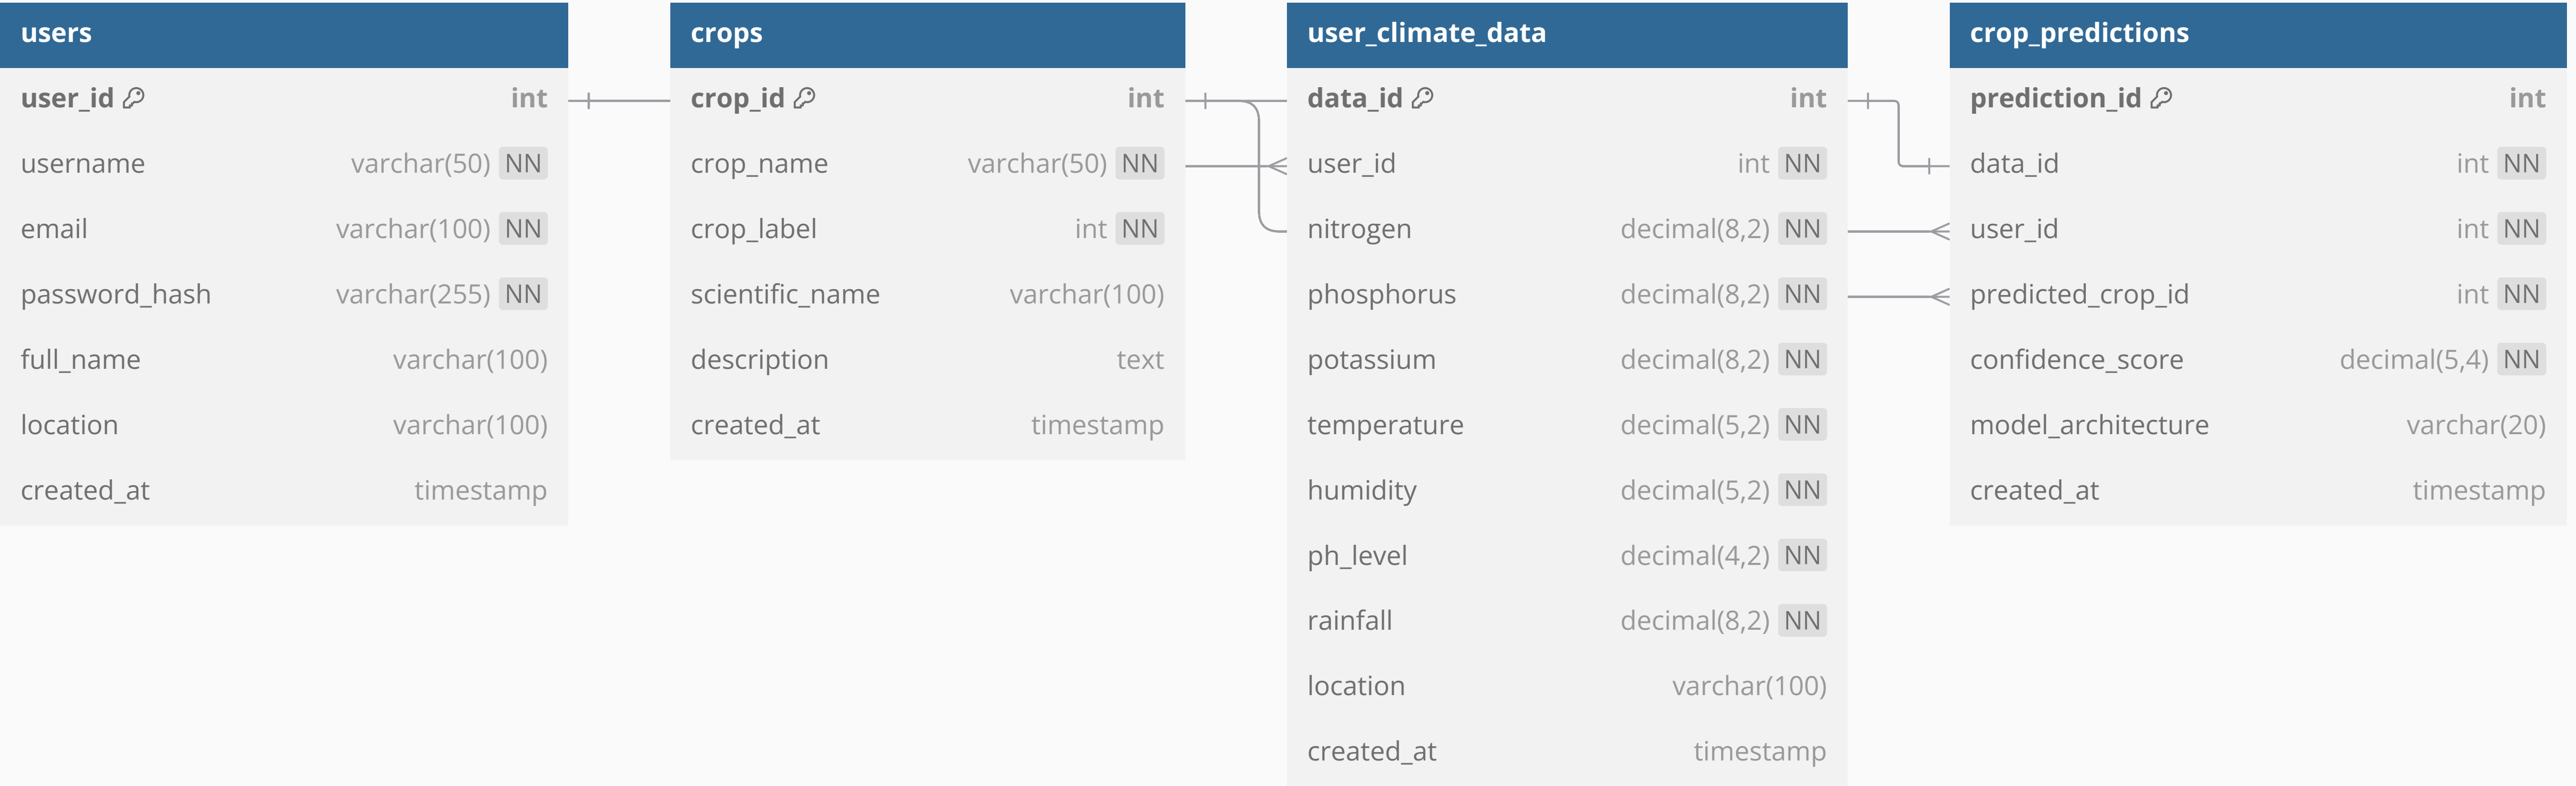 users
user_id int
username varchar(50) NN
email varchar(100) NN
password_hash varchar(255) NN
full_name varchar(100)
location varchar(100)
created_at timestamp
crops
crop_id int
crop_name varchar(50) NN
crop_label int NN
scientific_name varchar(100)
description text
created_at timestamp
user_climate_data
data_id int
user_id int NN
nitrogen decimal(8,2) NN
phosphorus decimal(8,2) NN
potassium decimal(8,2) NN
temperature decimal(5,2) NN
humidity decimal(5,2) NN
ph_level decimal(4,2) NN
rainfall decimal(8,2) NN
location varchar(100)
created_at timestamp
crop_predictions
prediction_id int
data_id int NN
user_id int NN
predicted_crop_id int NN
confidence_score decimal(5,4) NN
model_architecture varchar(20)
created_at timestamp